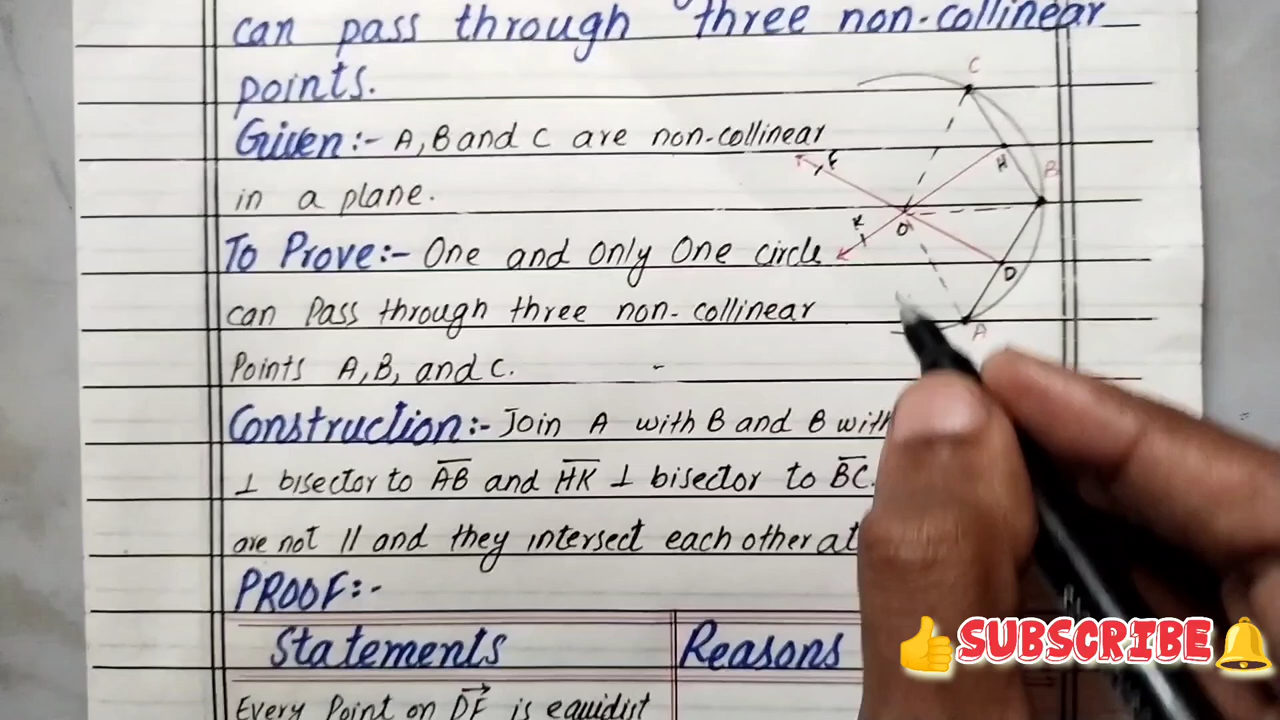 can pass through three non-collinear
points.
Given:- A, B and C are non-collinear
in a plane.
To Prove:- One and only One circle
can Pass through three non-collinear
Points A, B, and C.
Construction:- Join A with B and B with
⊥ bisector to AB and HK ⊥ bisector to BC.
are not || and they intersect each other at
PROOF:-
Statements Reasons
Every Point on DF is equidist
C
H
B
F
K
O
D
A
SUBSCRIBE